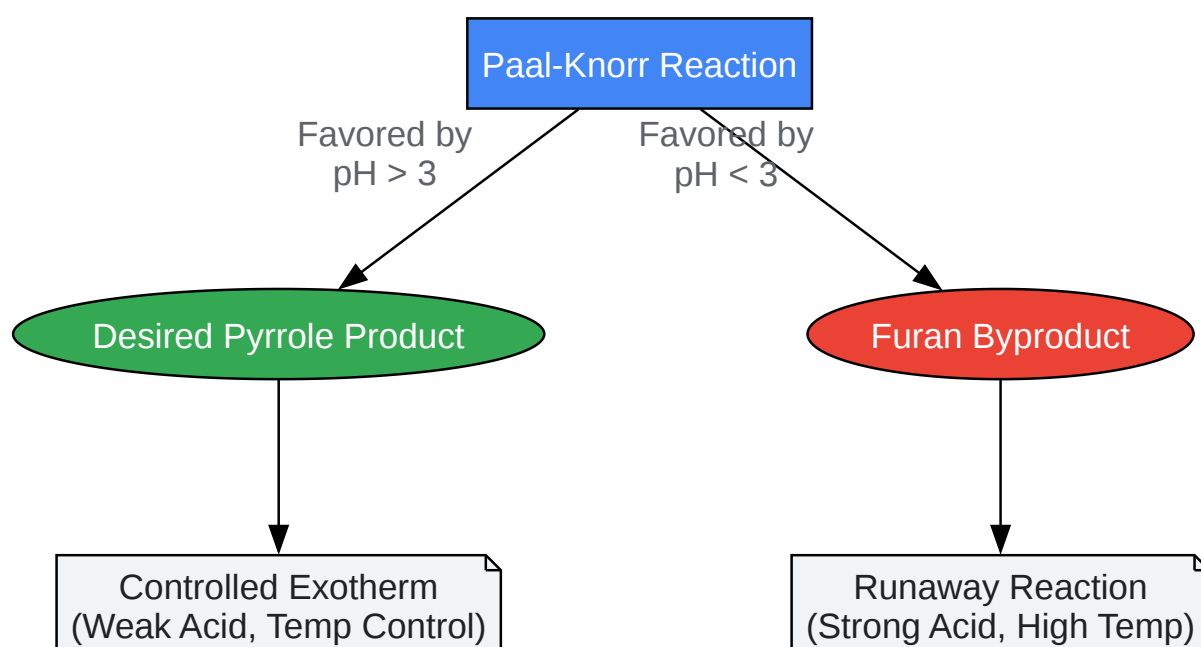 Paal-Knorr Reaction
Favored by
pH > 3
Favored by
pH < 3
Desired Pyrrole Product
Furan Byproduct
Controlled Exotherm
(Weak Acid, Temp Control)
Runaway Reaction
(Strong Acid, High Temp)